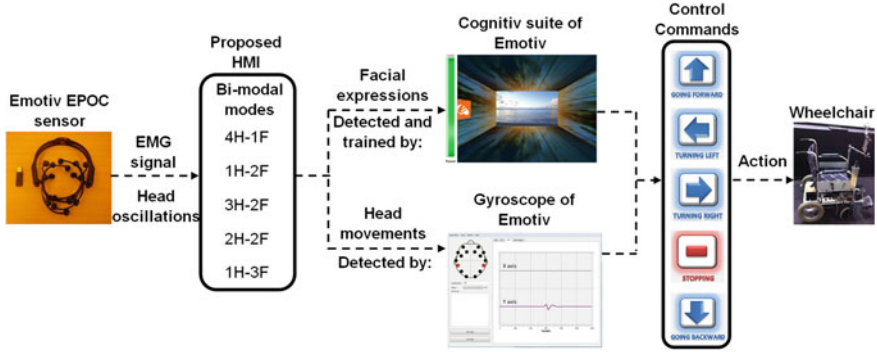 Emotiv EPOC
sensor
EMG
signal
Head
oscillations
Proposed
HMI
Bi-modal
modes
4H-1F
1H-2F
3H-2F
2H-2F
1H-3F
Facial
expressions
Detected and
trained by:
Head
movements
Detected by:
Cognitiv suite of
Emotiv
Gyroscope of
Emotiv
X axis
Y axis
Control
Commands
GOING FORWARD
TURNING LEFT
TURNING RIGHT
STOPPING
GOING BACKWARD
Action
Wheelchair